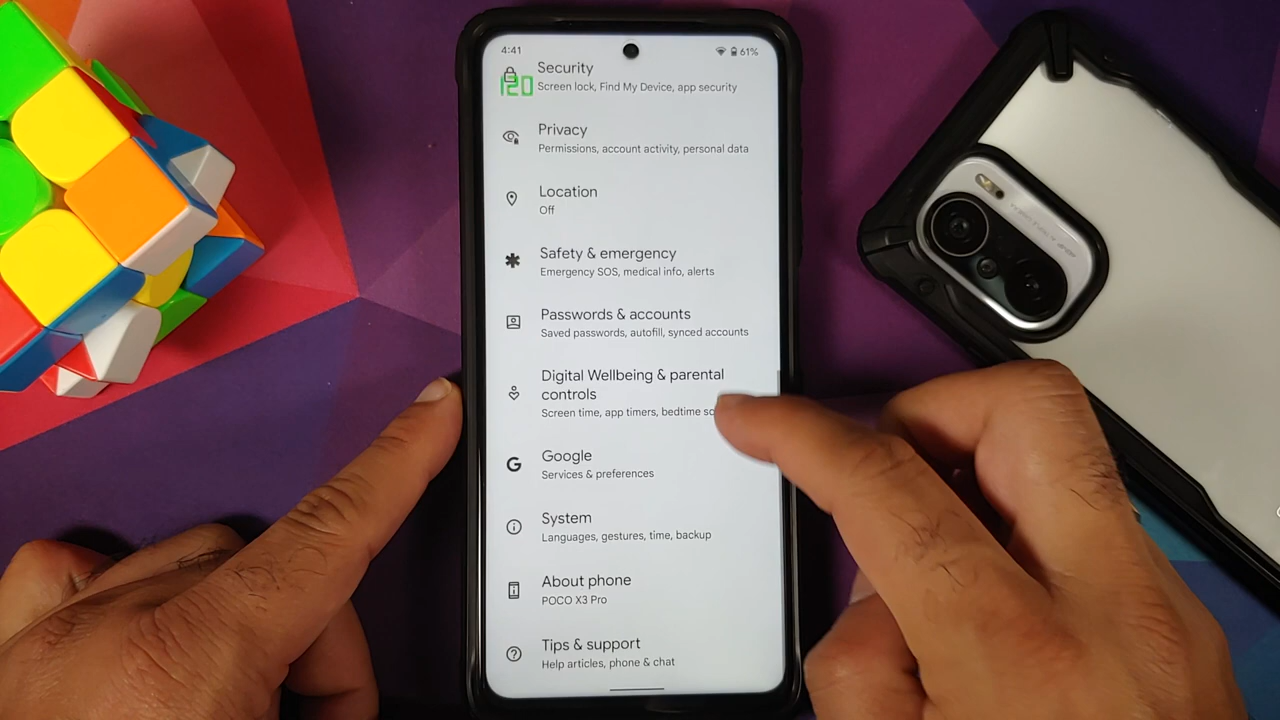 4:41
61%
Security
120
Screen lock, Find My Device, app security
Privacy
Permissions, account activity, personal data
Location
Off
Safety & emergency
Emergency SOS, medical info, alerts
Passwords & accounts
Saved passwords, autofill, synced accounts
Digital Wellbeing & parental
controls
Screen time, app timers, bedtime
Google
Services & preferences
System
Languages, gestures, time, backup
About phone
POCO X3 Pro
Tips & support
Help articles, phone & chat